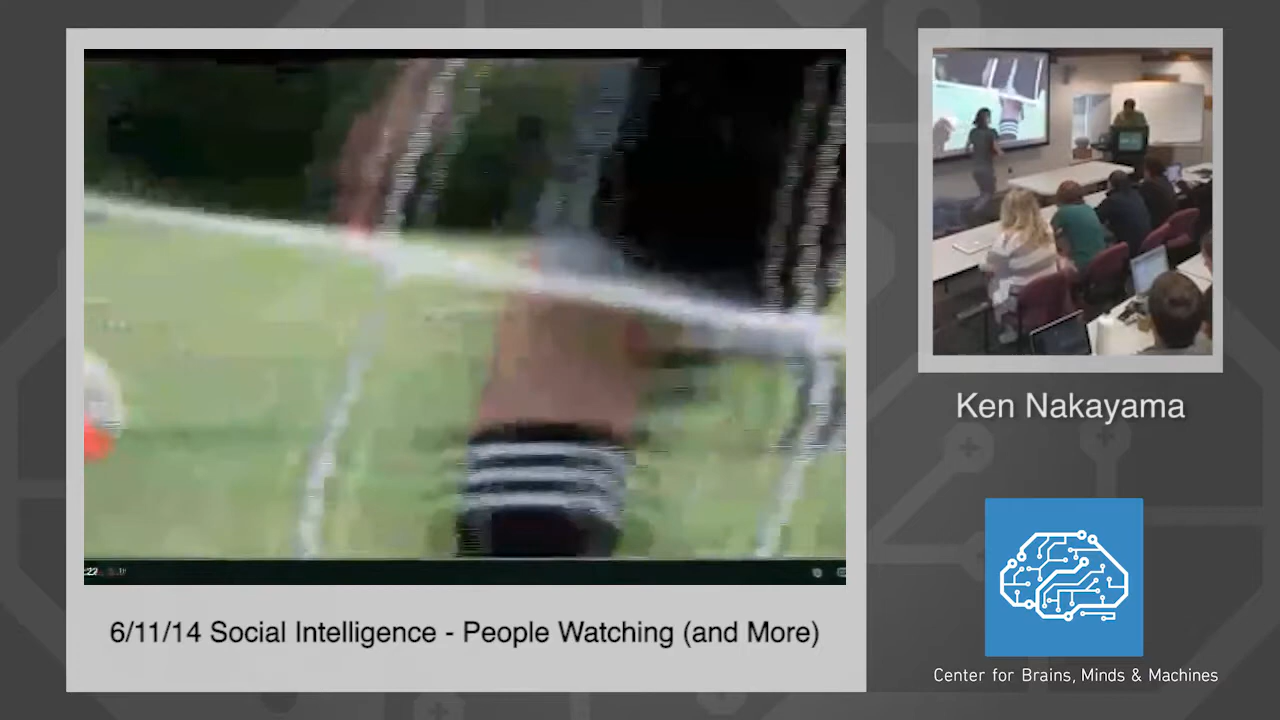 6/11/14 Social Intelligence - People Watching (and More)
Ken Nakayama
Center for Brains, Minds & Machines